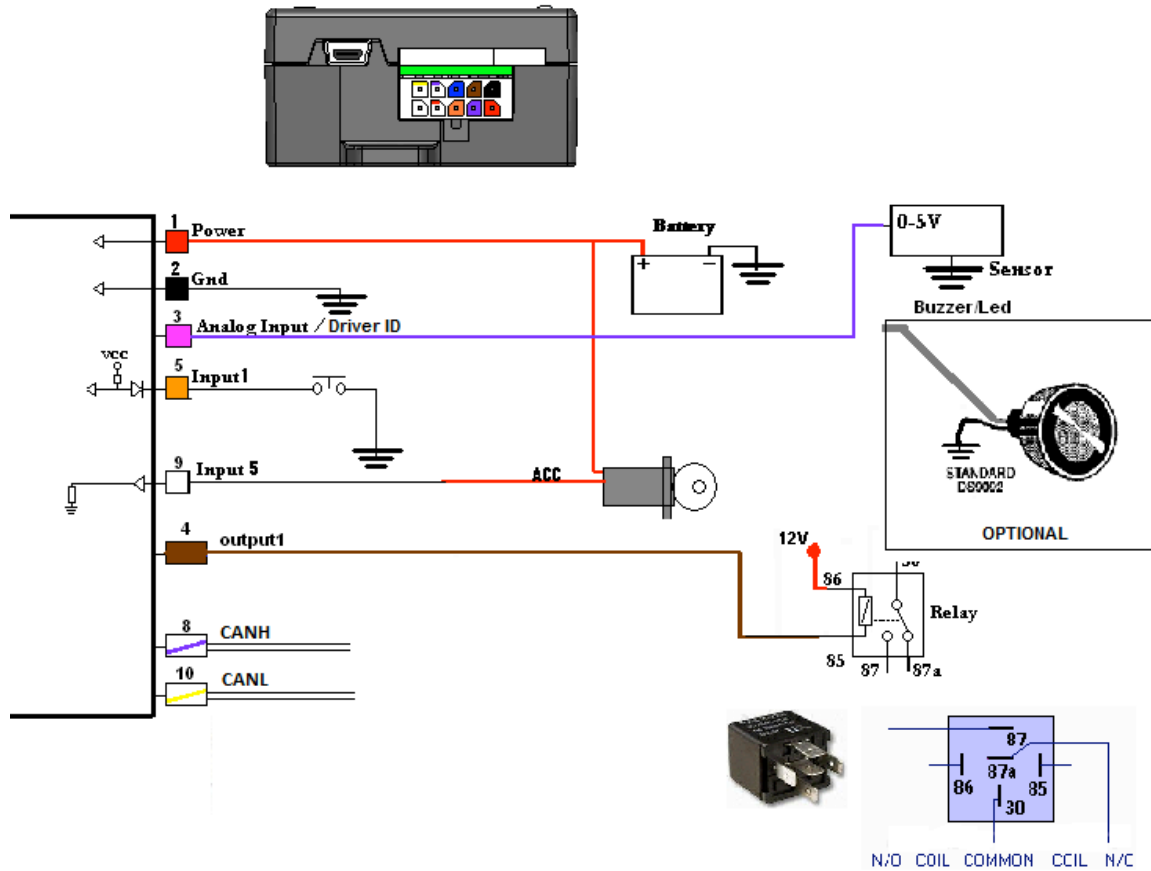 1
Power
Battery
+
−
0-5V
Sensor
2
Gnd
Buzzer/Led
3
Analog Input / Driver ID
vcc
5
Input1
STANDARD
DS9002
OPTIONAL
9
Input 5
ACC
4
output1
12V
86
Relay
85
87
87a
8
CANH
10
CANL
87
87a
86
85
30
N/O COIL COMMON CCIL N/C